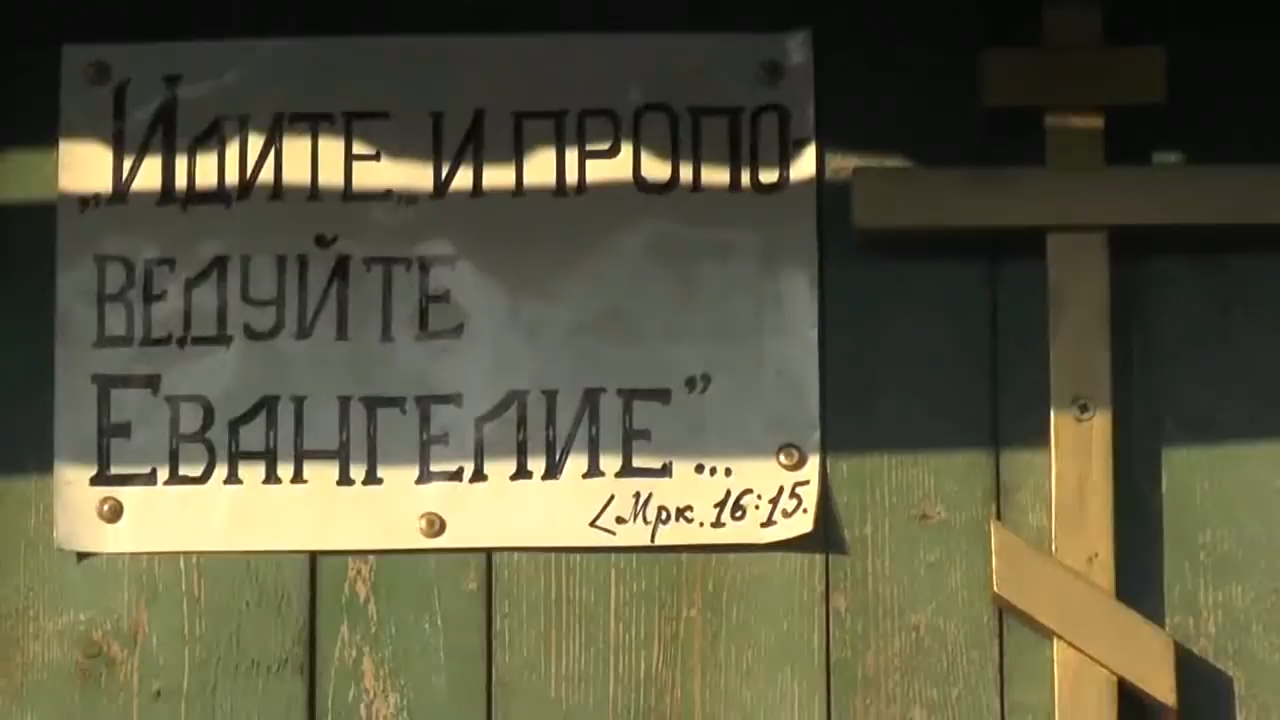 „Идите„ и пропо-
ведуйте
Евангелие”...
<Мрк. 16:15.